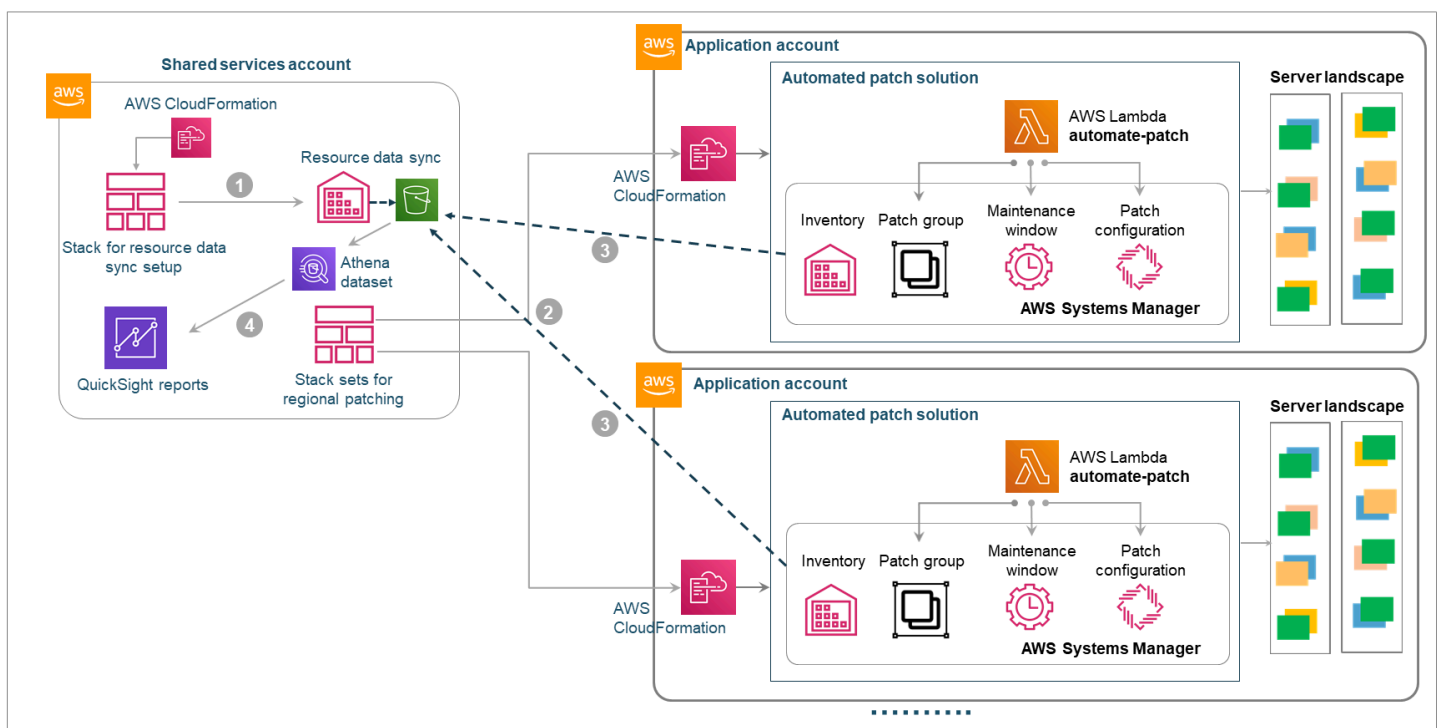 Shared services account
aws
AWS CloudFormation
Resource data sync
1
Stack for resource data
sync setup
Athena
dataset
4
QuickSight reports
Stack sets for
regional patching
2
3
3
aws
Application account
Automated patch solution
Server landscape
AWS Lambda
automate-patch
AWS
CloudFormation
Inventory
Patch group
Maintenance
window
Patch
configuration
AWS Systems Manager
aws
Application account
Automated patch solution
Server landscape
AWS Lambda
automate-patch
AWS
CloudFormation
Inventory
Patch group
Maintenance
window
Patch
configuration
AWS Systems Manager